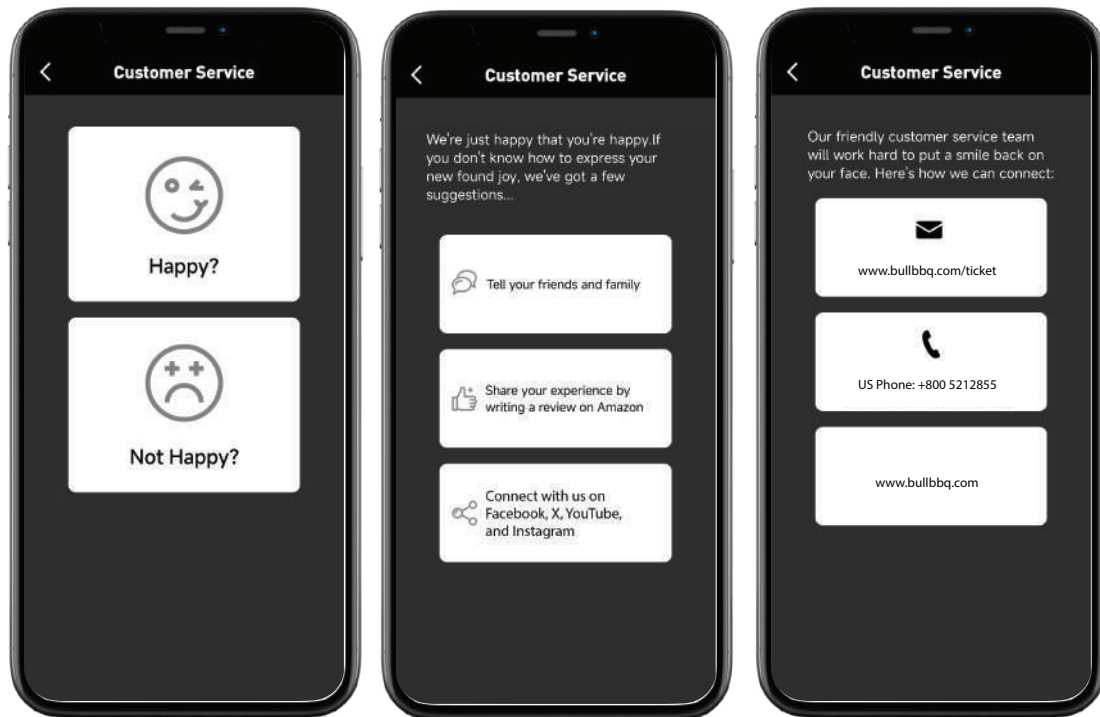 Customer Service
Happy?
Not Happy?
Customer Service
We're just happy that you're happy.If
you don't know how to express your
new found joy, we've got a few
suggestions...
Tell your friends and family
Share your experience by
writing a review on Amazon
Connect with us on
Facebook, X, YouTube,
and Instagram
Customer Service
Our friendly customer service team
will work hard to put a smile back on
your face. Here's how we can connect:
www.bullbbq.com/ticket
US Phone: +800 5212855
www.bullbbq.com